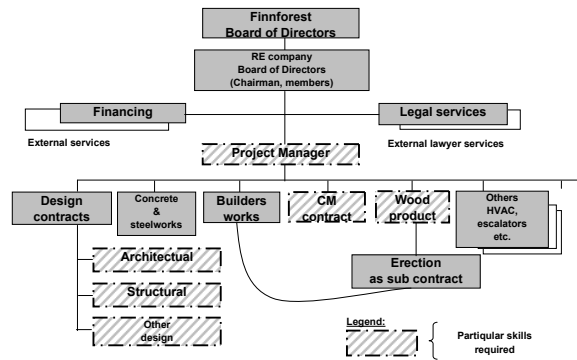 Finnforest
Board of Directors
RE company
Board of Directors
(Chairman, members)
Financing
Legal services
External services
External lawyer services
Project Manager
Design
contracts
Concrete
&
steelworks
Builders
works
CM
contract
Wood
product
Others
HVAC,
escalators
etc.
Architectual
Structural
Other
design
Erection
as sub contract
Legend:
Partiqular skills
required